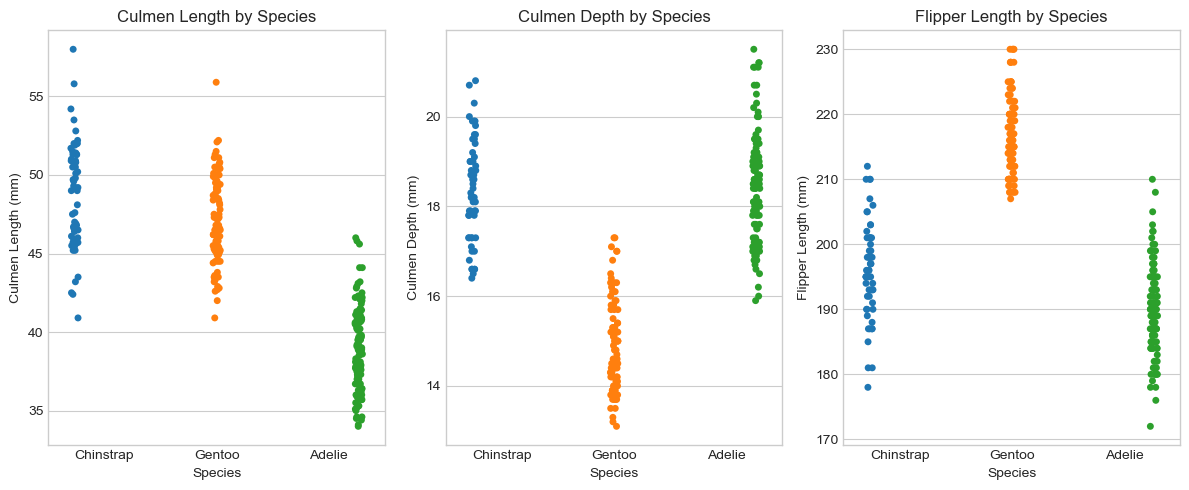 Culmen Length by Species
Culmen Length (mm)
55
50
45
40
35
Chinstrap Gentoo Adelie
Species
Culmen Depth by Species
Culmen Depth (mm)
20
18
16
14
Chinstrap Gentoo Adelie
Species
Flipper Length by Species
Flipper Length (mm)
230
220
210
200
190
180
170
Chinstrap Gentoo Adelie
Species